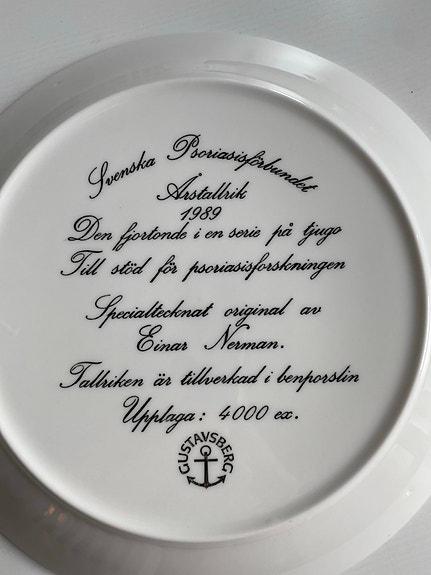 Svenska Psoriasisförbundet
Årstallrik
1989
Den fjortonde i en serie på tjugo
Till stöd för psoriasisforskningen
Specialtecknat original av
Einar Nerman.
Tallriken är tillverkad i benporslin
Upplaga: 4000 ex.
GUSTAVSBERG